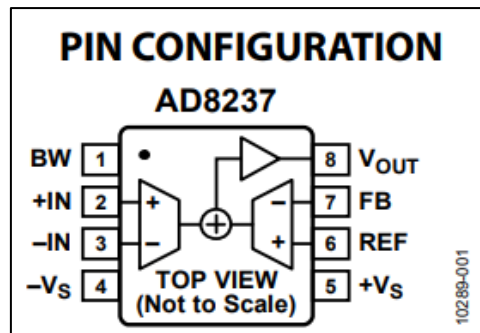 PIN CONFIGURATION
AD8237
BW 1 8 VOUT
+IN 2 + − 7 FB
−IN 3 − + 6 REF
−VS 4 TOP VIEW 5 +VS
(Not to Scale)
10289-001